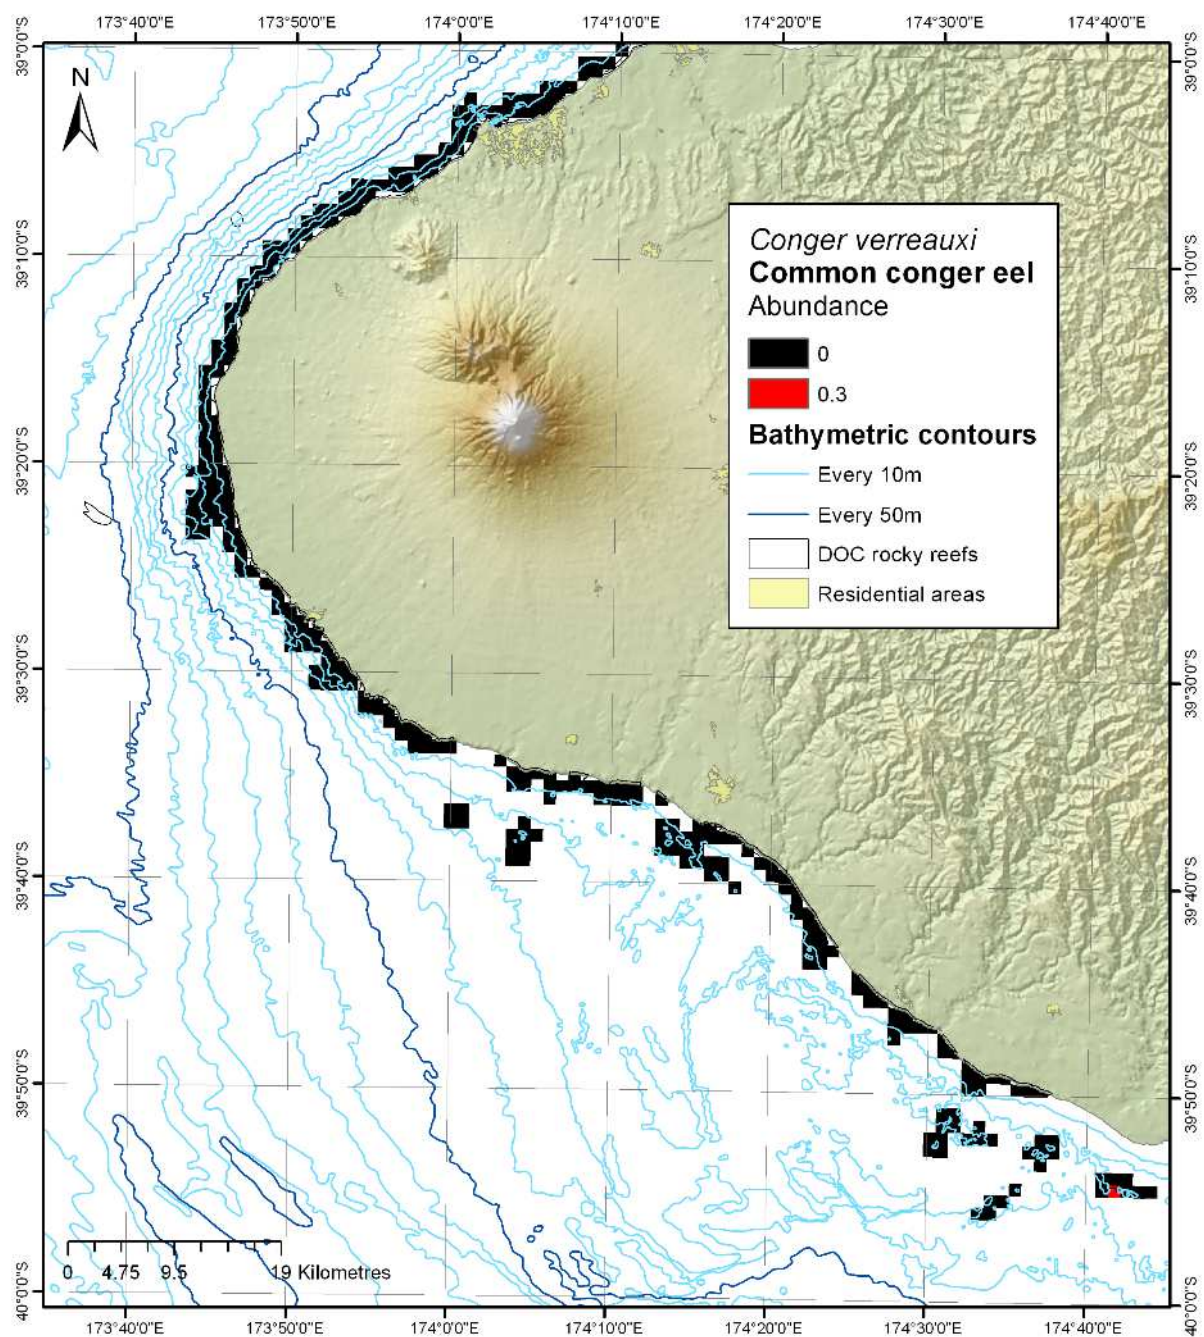 173°40'0"E 173°50'0"E 174°0'0"E 174°10'0"E 174°20'0"E 174°30'0"E 174°40'0"E
N
39°0'0"S 39°0'0"S
39°10'0"S 39°10'0"S
39°20'0"S 39°20'0"S
39°30'0"S 39°30'0"S
39°40'0"S 39°40'0"S
39°50'0"S 39°50'0"S
40°0'0"S 40°0'0"S
Conger verreauxi
Common conger eel
Abundance
0
0.3
Bathymetric contours
Every 10m
Every 50m
DOC rocky reefs
Residential areas
0 4.75 9.5 19 Kilometres
173°40'0"E 173°50'0"E 174°0'0"E 174°10'0"E 174°20'0"E 174°30'0"E 174°40'0"E